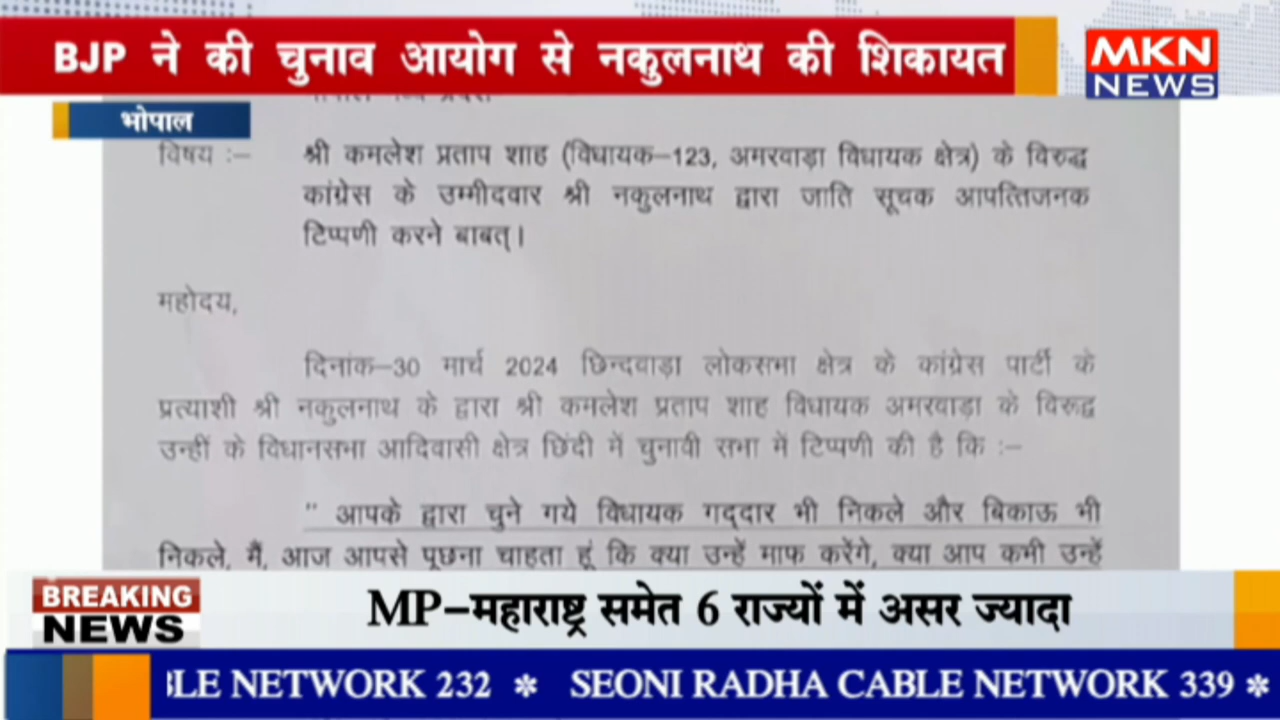 BJP ने की चुनाव आयोग से नकुलनाथ की शिकायत
MKN
NEWS
भोपाल
विषय :–
श्री कमलेश प्रताप शाह (विधायक–123, अमरवाड़ा विधायक क्षेत्र) के विरुद्ध
कांग्रेस के उम्मीदवार श्री नकुलनाथ द्वारा जाति सूचक आपत्तिजनक
टिप्पणी करने बाबत्।
महोदय,
दिनांक–30 मार्च 2024 छिन्दवाड़ा लोकसभा क्षेत्र के कांग्रेस पार्टी के
प्रत्याशी श्री नकुलनाथ के द्वारा श्री कमलेश प्रताप शाह विधायक अमरवाड़ा के विरूद्ध
उन्हीं के विधानसभा आदिवासी क्षेत्र छिंदी में चुनावी सभा में टिप्पणी की है कि :–
" आपके द्वारा चुने गये विधायक गद्दार भी निकले और बिकाऊ भी
निकले, मैं, आज आपसे पूछना चाहता हूं कि क्या उन्हें माफ करेंगे, क्या आप कभी उन्हें
BREAKING
NEWS
MP–महाराष्ट्र समेत 6 राज्यों में असर ज्यादा
BLE NETWORK 232 * SEONI RADHA CABLE NETWORK 339 *